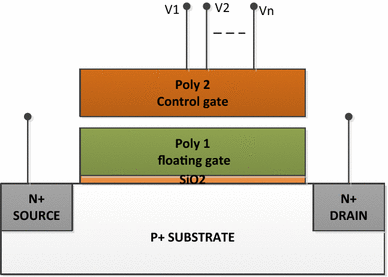 V1 V2 Vn
Poly 2
Control gate
Poly 1
floating gate
SiO2
N+
SOURCE
N+
DRAIN
P+ SUBSTRATE